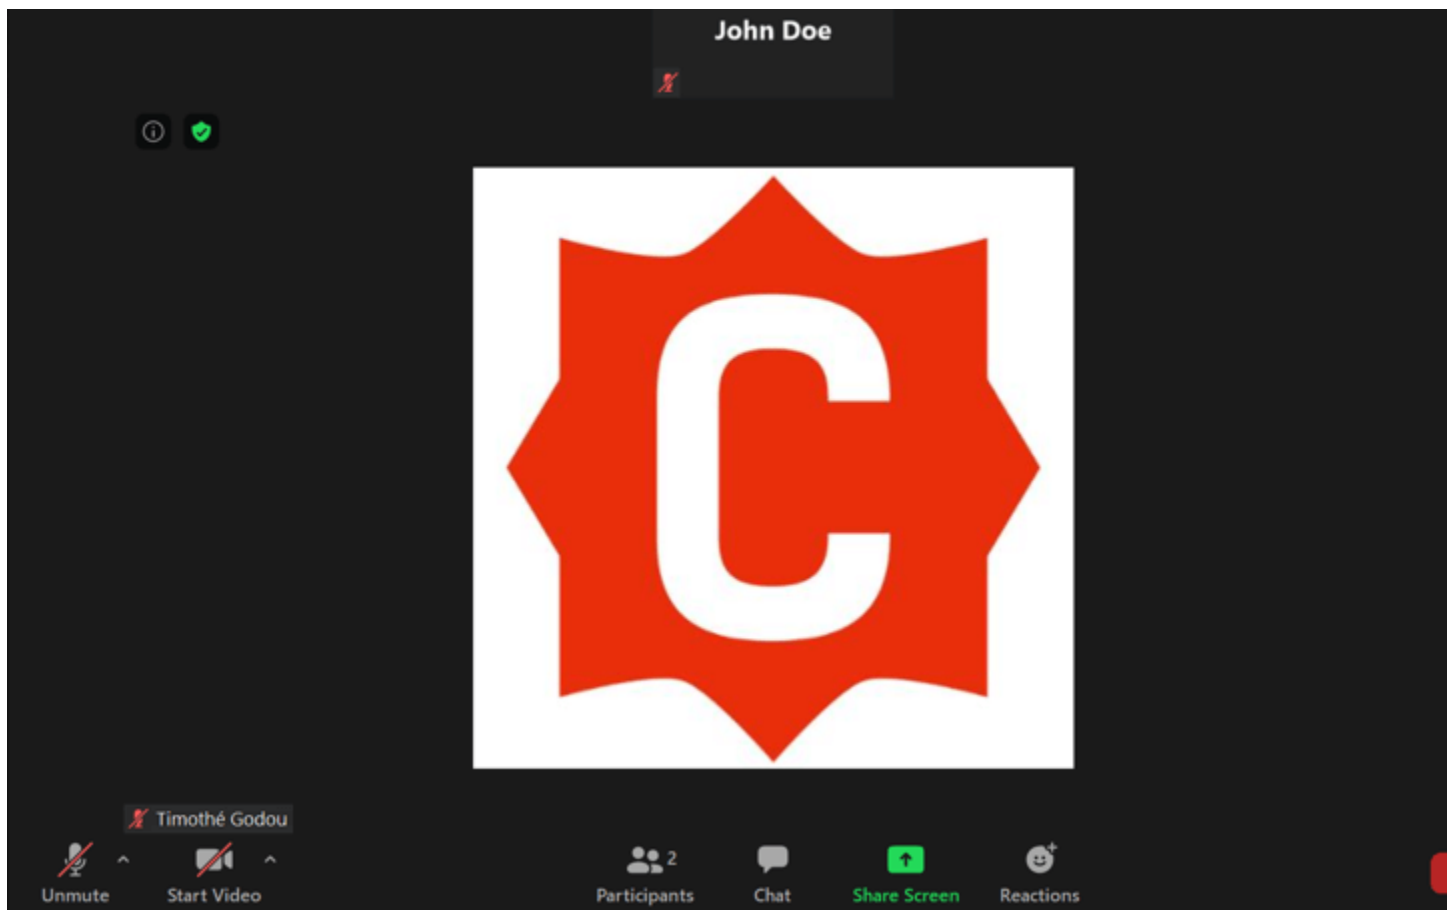 John Doe
C
Timothé Godou
Unmute
Start Video
Participants
2
Chat
Share Screen
Reactions